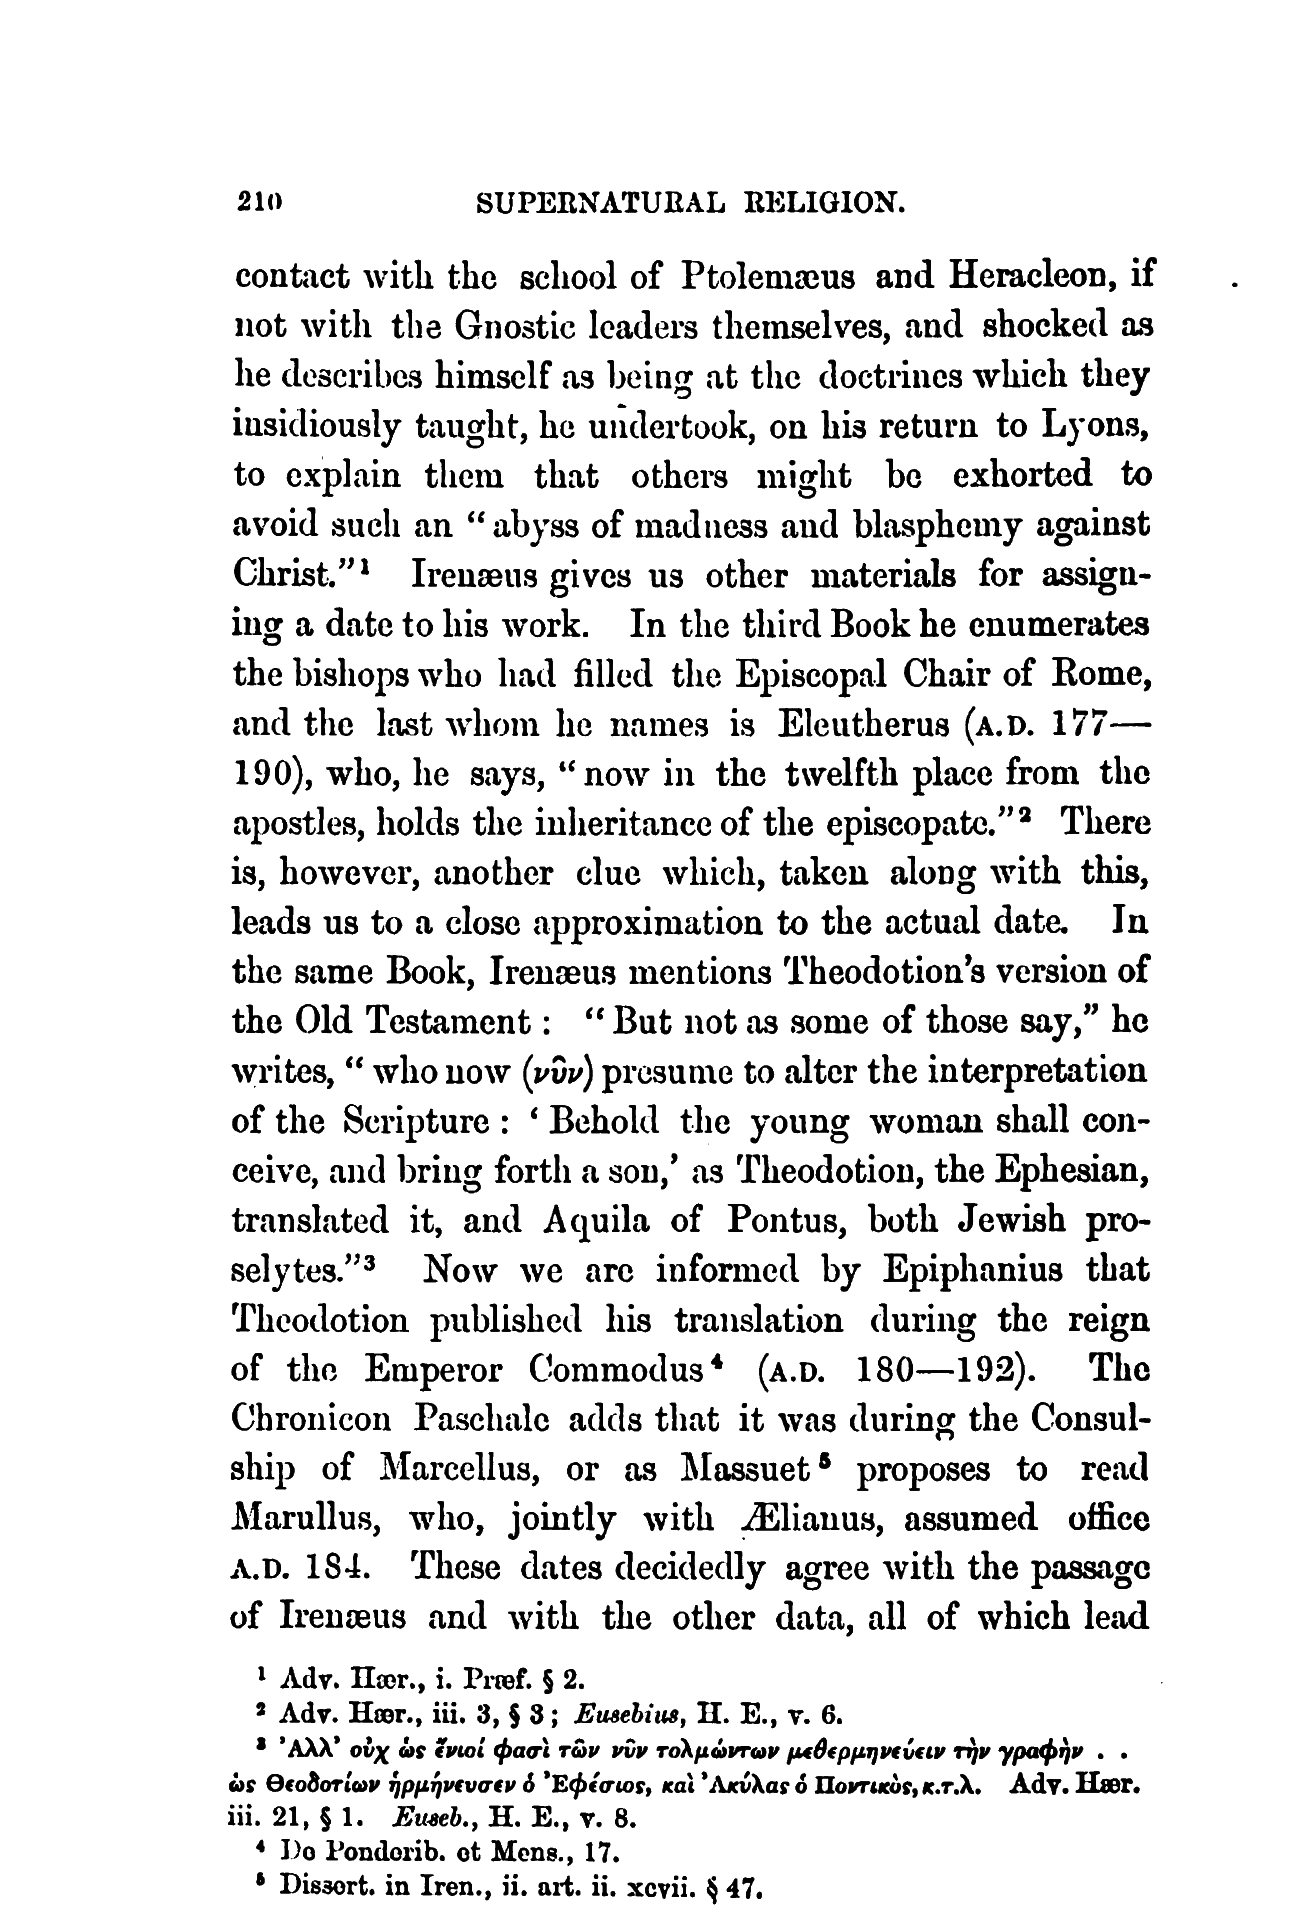 210 SUPERNATURAL RELIGION.
contact with the school of Ptolemæus and Heracleon, if
not with the Gnostic leaders themselves, and shocked as
he describes himself as being at the doctrines which they
insidiously taught, he undertook, on his return to Lyons,
to explain them that others might be exhorted to
avoid such an “abyss of madness and blasphemy against
Christ.”¹ Irenæus gives us other materials for assign-
ing a date to his work. In the third Book he enumerates
the bishops who had filled the Episcopal Chair of Rome,
and the last whom he names is Eleutherus (A.D. 177—
190), who, he says, “now in the twelfth place from the
apostles, holds the inheritance of the episcopate.”² There
is, however, another clue which, taken along with this,
leads us to a close approximation to the actual date. In
the same Book, Irenæus mentions Theodotion’s version of
the Old Testament : “But not as some of those say,” he
writes, “who now (νῦν) presume to alter the interpretation
of the Scripture : ‘Behold the young woman shall con-
ceive, and bring forth a son,’ as Theodotion, the Ephesian,
translated it, and Aquila of Pontus, both Jewish pro-
selytes.”³ Now we are informed by Epiphanius that
Theodotion published his translation during the reign
of the Emperor Commodus⁴ (A.D. 180—192). The
Chronicon Paschale adds that it was during the Consul-
ship of Marcellus, or as Massuet⁵ proposes to read
Marullus, who, jointly with Ælianus, assumed office
A.D. 184. These dates decidedly agree with the passage
of Irenæus and with the other data, all of which lead
¹ Adv. Hær., i. Præf. § 2.
² Adv. Hær., iii. 3, § 3 ; Eusebius, H. E., v. 6.
³ Ἀλλ’ οὐχ ὡς ἔνιοί φασὶ τῶν νῦν τολμώντων μεθερμηνεύειν τὴν γραφὴν . .
ὡς Θεοδοτίων ἡρμήνευσεν ὁ Ἐφέσιος, καὶ Ἀκύλας ὁ Ποντικὸς, κ.τ.λ. Adv. Hær.
iii. 21, § 1. Euseb., H. E., v. 8.
⁴ De Ponderib. et Mens., 17.
⁵ Dissert. in Iren., ii. art. ii. xcvii. § 47.